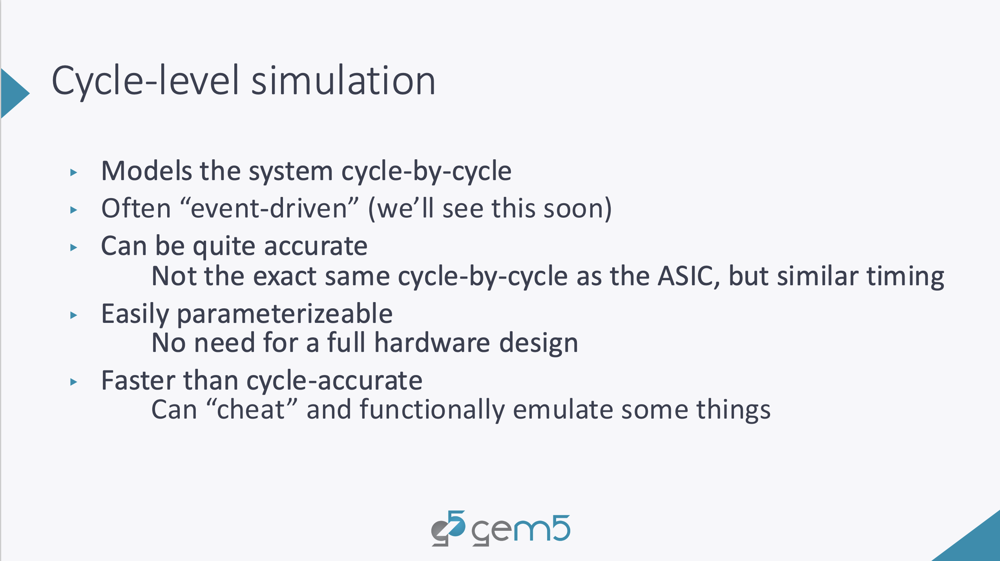 Cycle-level simulation
Models the system cycle-by-cycle
Often “event-driven” (we’ll see this soon)
Can be quite accurate
Not the exact same cycle-by-cycle as the ASIC, but similar timing
Easily parameterizeable
No need for a full hardware design
Faster than cycle-accurate
Can “cheat” and functionally emulate some things
gem5